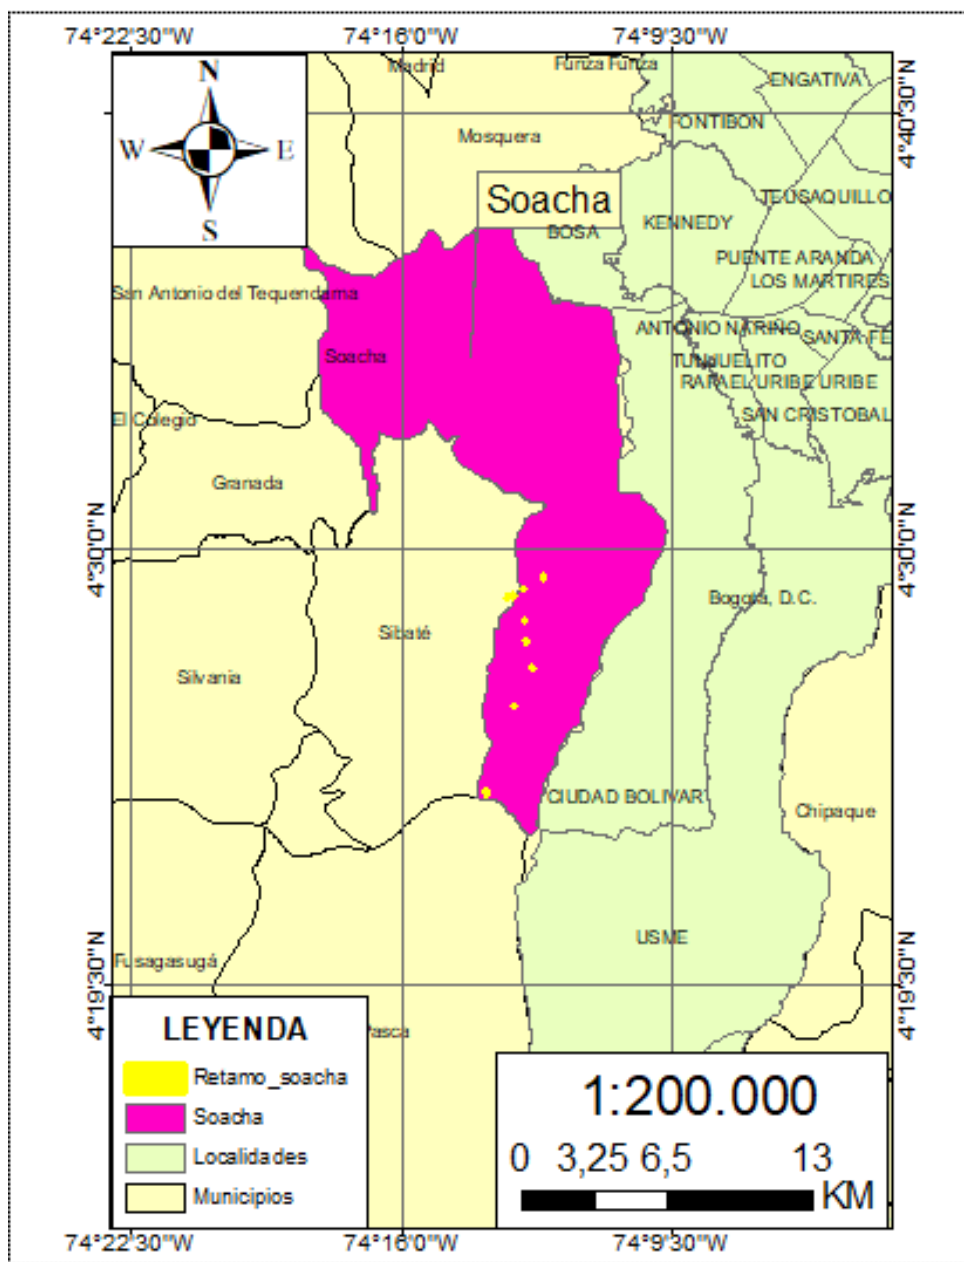 74°22'30"W 74°16'0"W 74°9'30"W
Madrid
Funza Funza
ENGATIVA
N
W E
S
4°40'30"N 4°40'30"N
FONTIBON
Mosquera
TEUSAQUILLO
Soacha
KENNEDY
BOSA
PUENTE ARANDA
LOS MARTIRES
San Antonio del Tequendama
ANTONIO NARIÑO
SANTA FE
Soacha
TUNJUELITO
RAFAEL URIBE URIBE
SAN CRISTOBAL
El Colegio
Granada
4°30'0"N 4°30'0"N
Bogotá, D.C.
Sibaté
Silvania
CIUDAD BOLIVAR
Chipaque
USME
Fusagasugá
4°19'30"N 4°19'30"N
Pasca
LEYENDA
Retamo_soacha
Soacha
Localidades
Municipios
1:200.000
0 3,25 6,5 13
KM
74°22'30"W 74°16'0"W 74°9'30"W